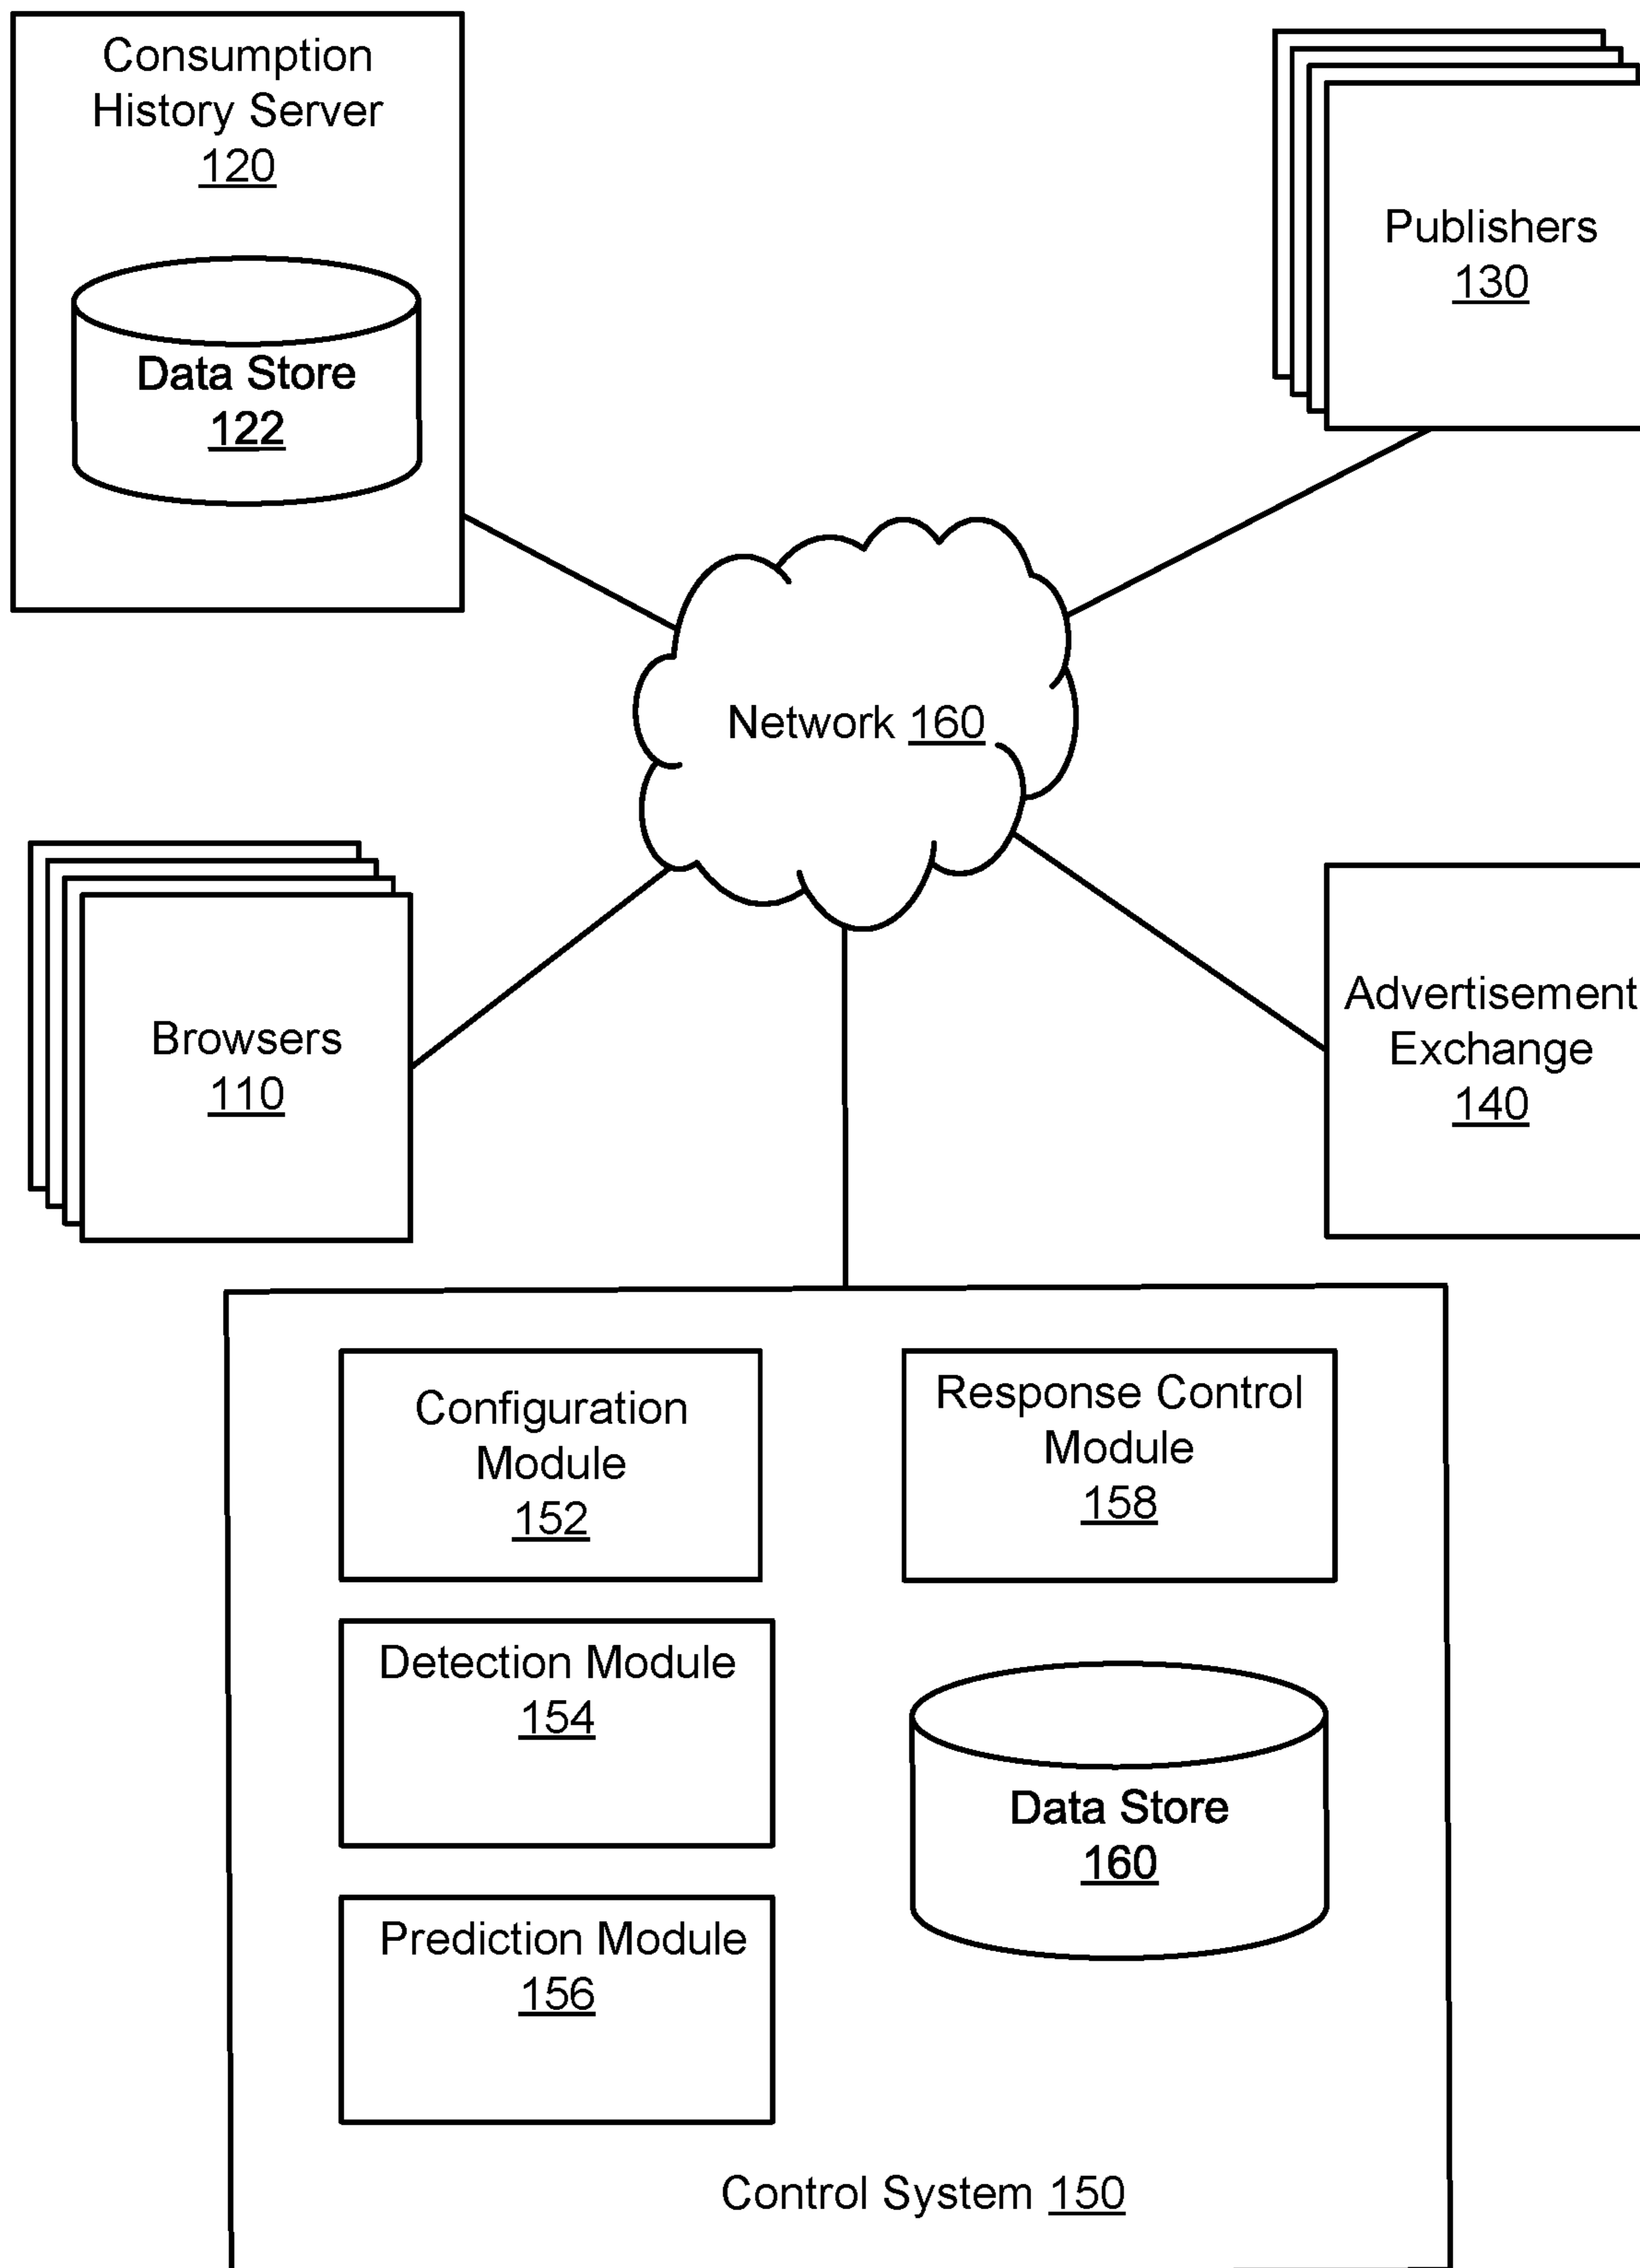 Consumption
History Server
120
Data Store
122
Publishers
130
Network 160
Browsers
110
Advertisement
Exchange
140
Configuration
Module
152
Response Control
Module
158
Detection Module
154
Data Store
160
Prediction Module
156
Control System 150